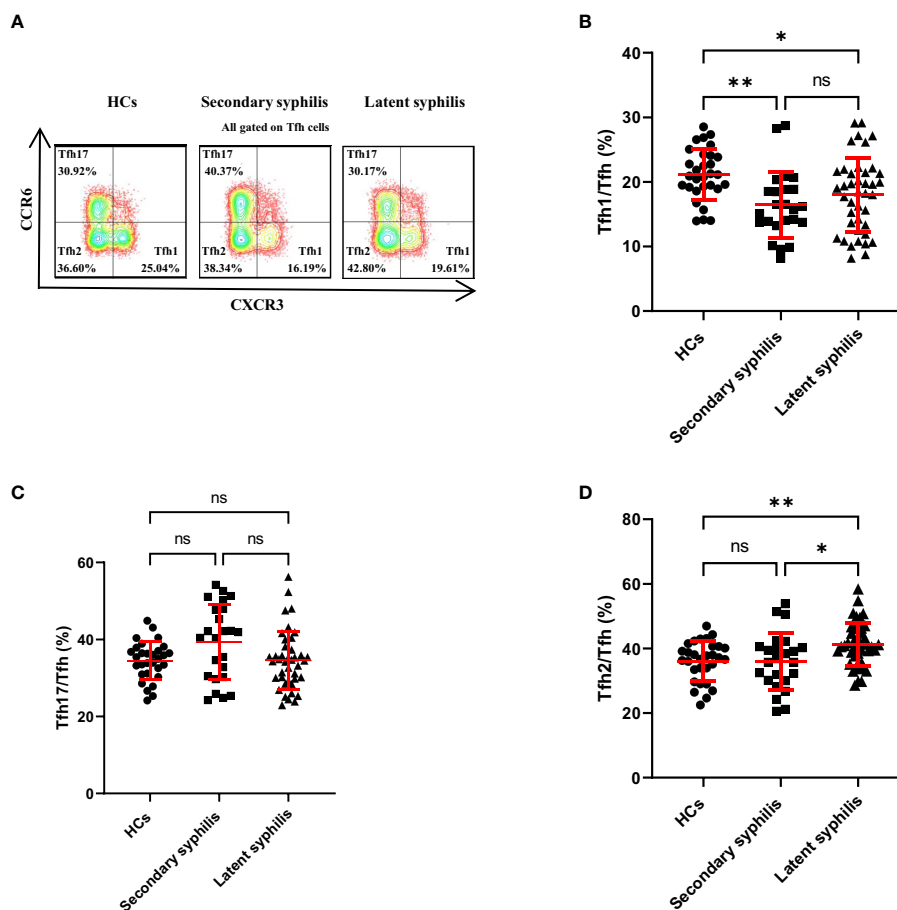 A
HCs
Secondary syphilis
Latent syphilis
All gated on Tfh cells
Tfh17
30.92%
Tfh2
36.60%
Tfh1
25.04%
Tfh17
40.37%
Tfh2
38.34%
Tfh1
16.19%
Tfh17
30.17%
Tfh2
42.80%
Tfh1
19.61%
CCR6
CXCR3
B
*
**
ns
40
30
20
10
0
Tfh1/Tfh (%)
HCs
Secondary syphilis
Latent syphilis
C
ns
ns
ns
60
40
20
0
Tfh17/Tfh (%)
HCs
Secondary syphilis
Latent syphilis
D
**
ns
*
80
60
40
20
0
Tfh2/Tfh (%)
HCs
Secondary syphilis
Latent syphilis